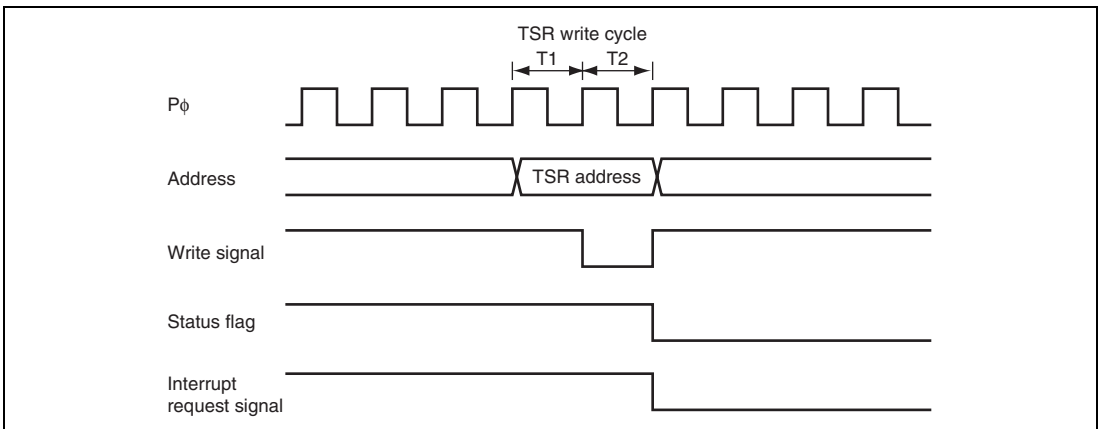 TSR write cycle
T1 T2
Pϕ
Address
TSR address
Write signal
Status flag
Interrupt
request signal